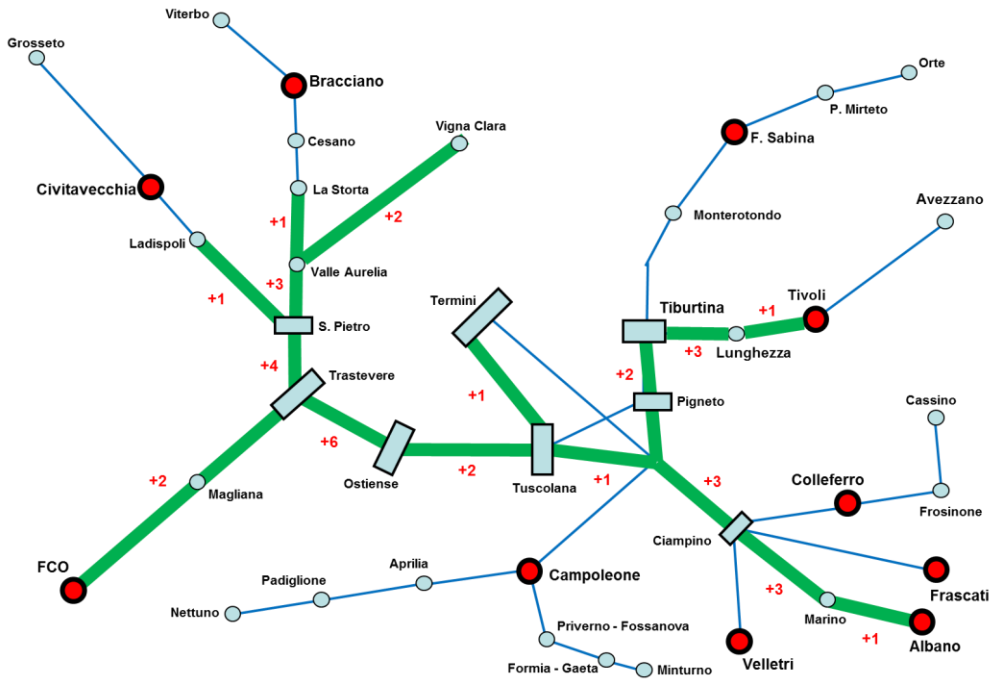 Viterbo
Grosseto
Bracciano
Orte
P. Mirteto
Vigna Clara
F. Sabina
Cesano
Civitavecchia
La Storta
Avezzano
+1
+2
Monterotondo
Ladispoli
Valle Aurelia
+1
+3
Termini
Tiburtina
Tivoli
+1
S. Pietro
+3
Lunghezza
+4
Trastevere
+2
+1
Pigneto
Cassino
+6
+2
+2
Magliana
Ostiense
Tuscolana
+1
+3
Colleferro
Frosinone
Ciampino
FCO
Aprilia
Campoleone
Padiglione
Frascati
Nettuno
+3
Marino
Priverno - Fossanova
+1
Albano
Formia - Gaeta
Minturno
Velletri